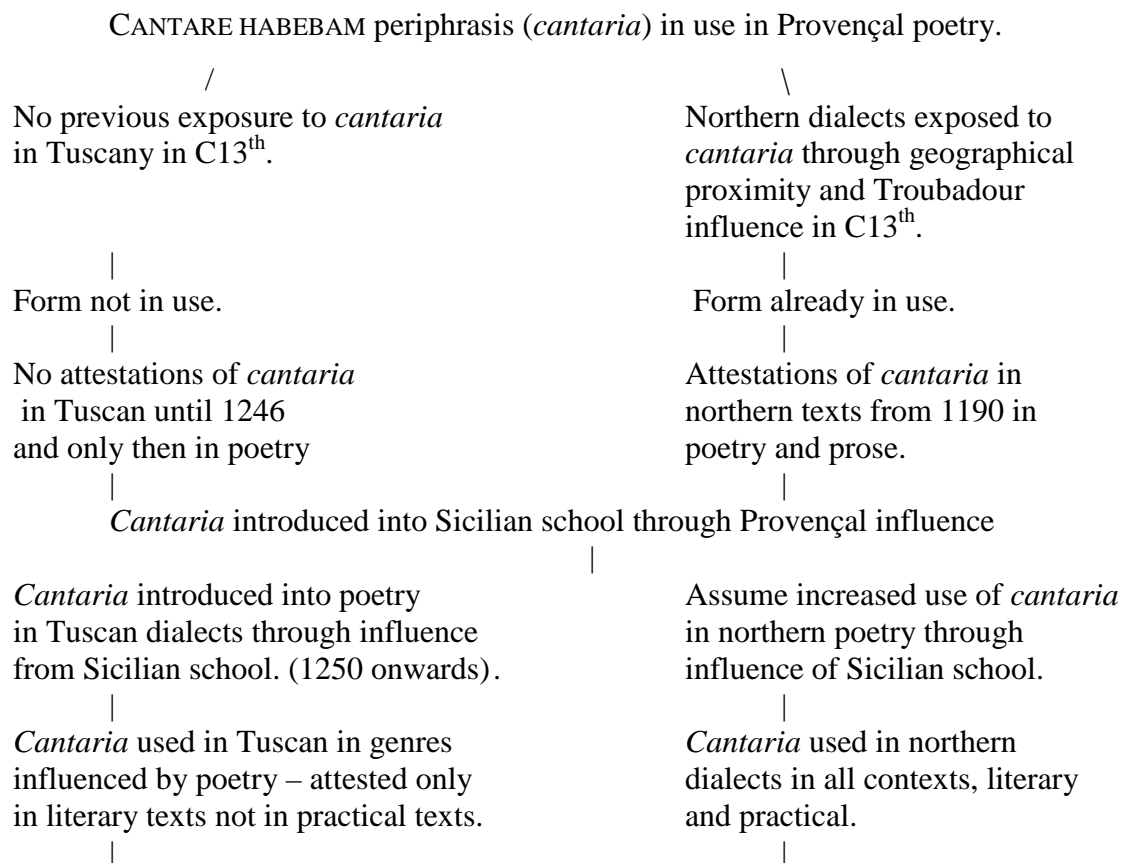 CANTARE HABEBAM periphrasis (cantaria) in use in Provençal poetry.
/ \
No previous exposure to cantaria
in Tuscany in C13th.
Northern dialects exposed to
cantaria through geographical
proximity and Troubadour
influence in C13th.
| |
Form not in use.
Form already in use.
| |
No attestations of cantaria
in Tuscan until 1246
and only then in poetry
Attestations of cantaria in
northern texts from 1190 in
poetry and prose.
| |
Cantaria introduced into Sicilian school through Provençal influence
|
Cantaria introduced into poetry
in Tuscan dialects through influence
from Sicilian school. (1250 onwards).
Assume increased use of cantaria
in northern poetry through
influence of Sicilian school.
| |
Cantaria used in Tuscan in genres
influenced by poetry – attested only
in literary texts not in practical texts.
Cantaria used in northern
dialects in all contexts, literary
and practical.
| |